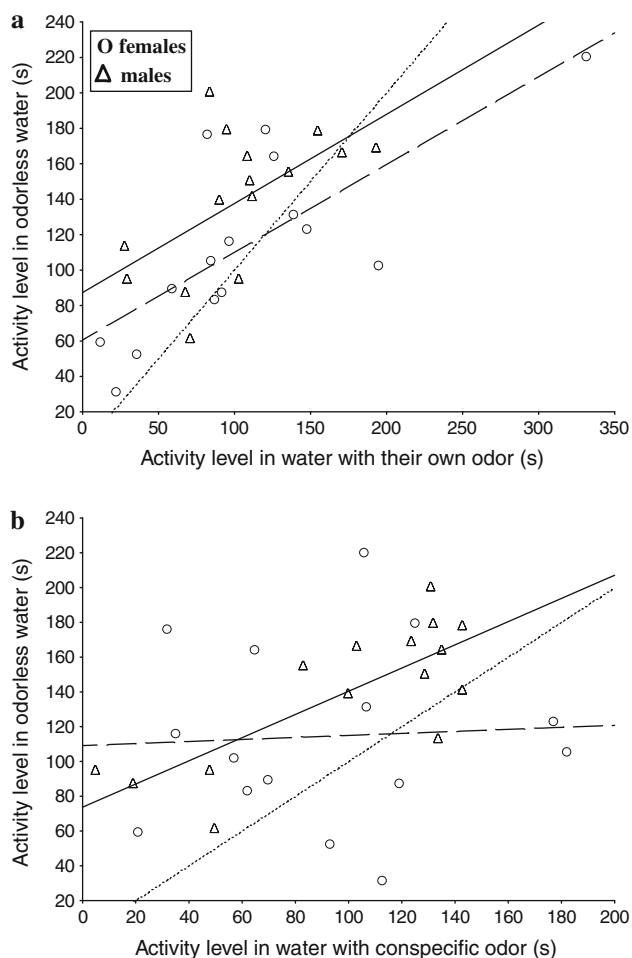 a
240
220
200
180
160
140
120
100
80
60
40
20
Activity level in odorless water (s)
O females
Δ males
0 50 100 150 200 250 300 350
Activity level in water with their own odor (s)
b
240
220
200
180
160
140
120
100
80
60
40
20
Activity level in odorless water (s)
0 20 40 60 80 100 120 140 160 180 200
Activity level in water with conspecific odor (s)